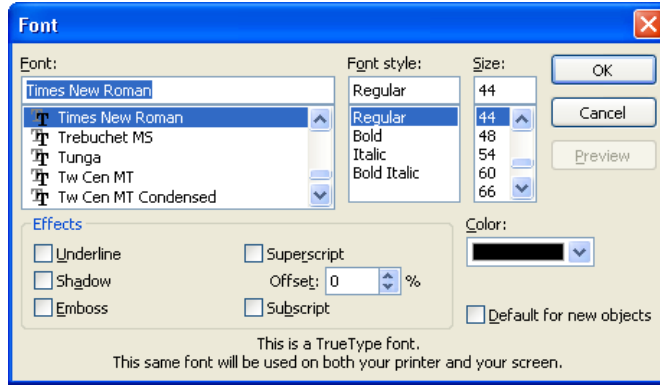 Font
Font: Font style: Size:
Times New Roman Regular 44 OK
Times New Roman Regular 44 Cancel
Trebuchet MS Bold 48
Tunga Italic 54 Preview
Tw Cen MT Bold Italic 60
Tw Cen MT Condensed 66
Effects Color:
Underline Superscript
Shadow Offset: 0 %
Emboss Subscript Default for new objects
This is a TrueType font.
This same font will be used on both your printer and your screen.